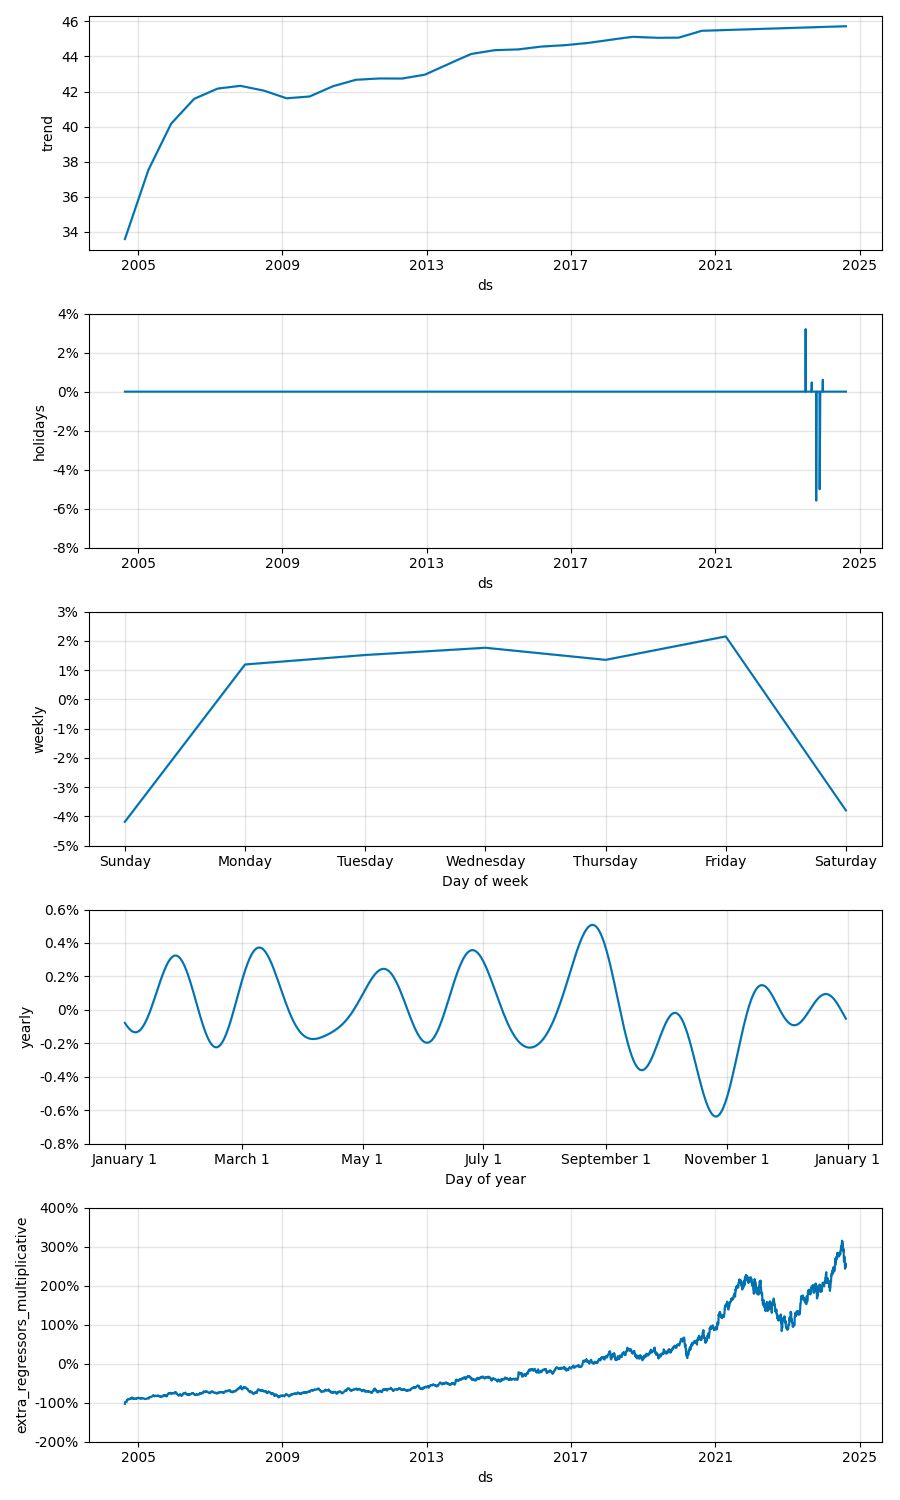 46
44
42
40
38
36
34
trend
2005 2009 2013 2017 2021 2025
ds
4%
2%
0%
-2%
-4%
-6%
-8%
holidays
2005 2009 2013 2017 2021 2025
ds
3%
2%
1%
0%
-1%
-2%
-3%
-4%
-5%
weekly
Sunday Monday Tuesday Wednesday Thursday Friday Saturday
Day of week
0.6%
0.4%
0.2%
0%
-0.2%
-0.4%
-0.6%
-0.8%
yearly
January 1 March 1 May 1 July 1 September 1 November 1 January 1
Day of year
400%
300%
200%
100%
0%
-100%
-200%
extra_regressors_multiplicative
2005 2009 2013 2017 2021 2025
ds